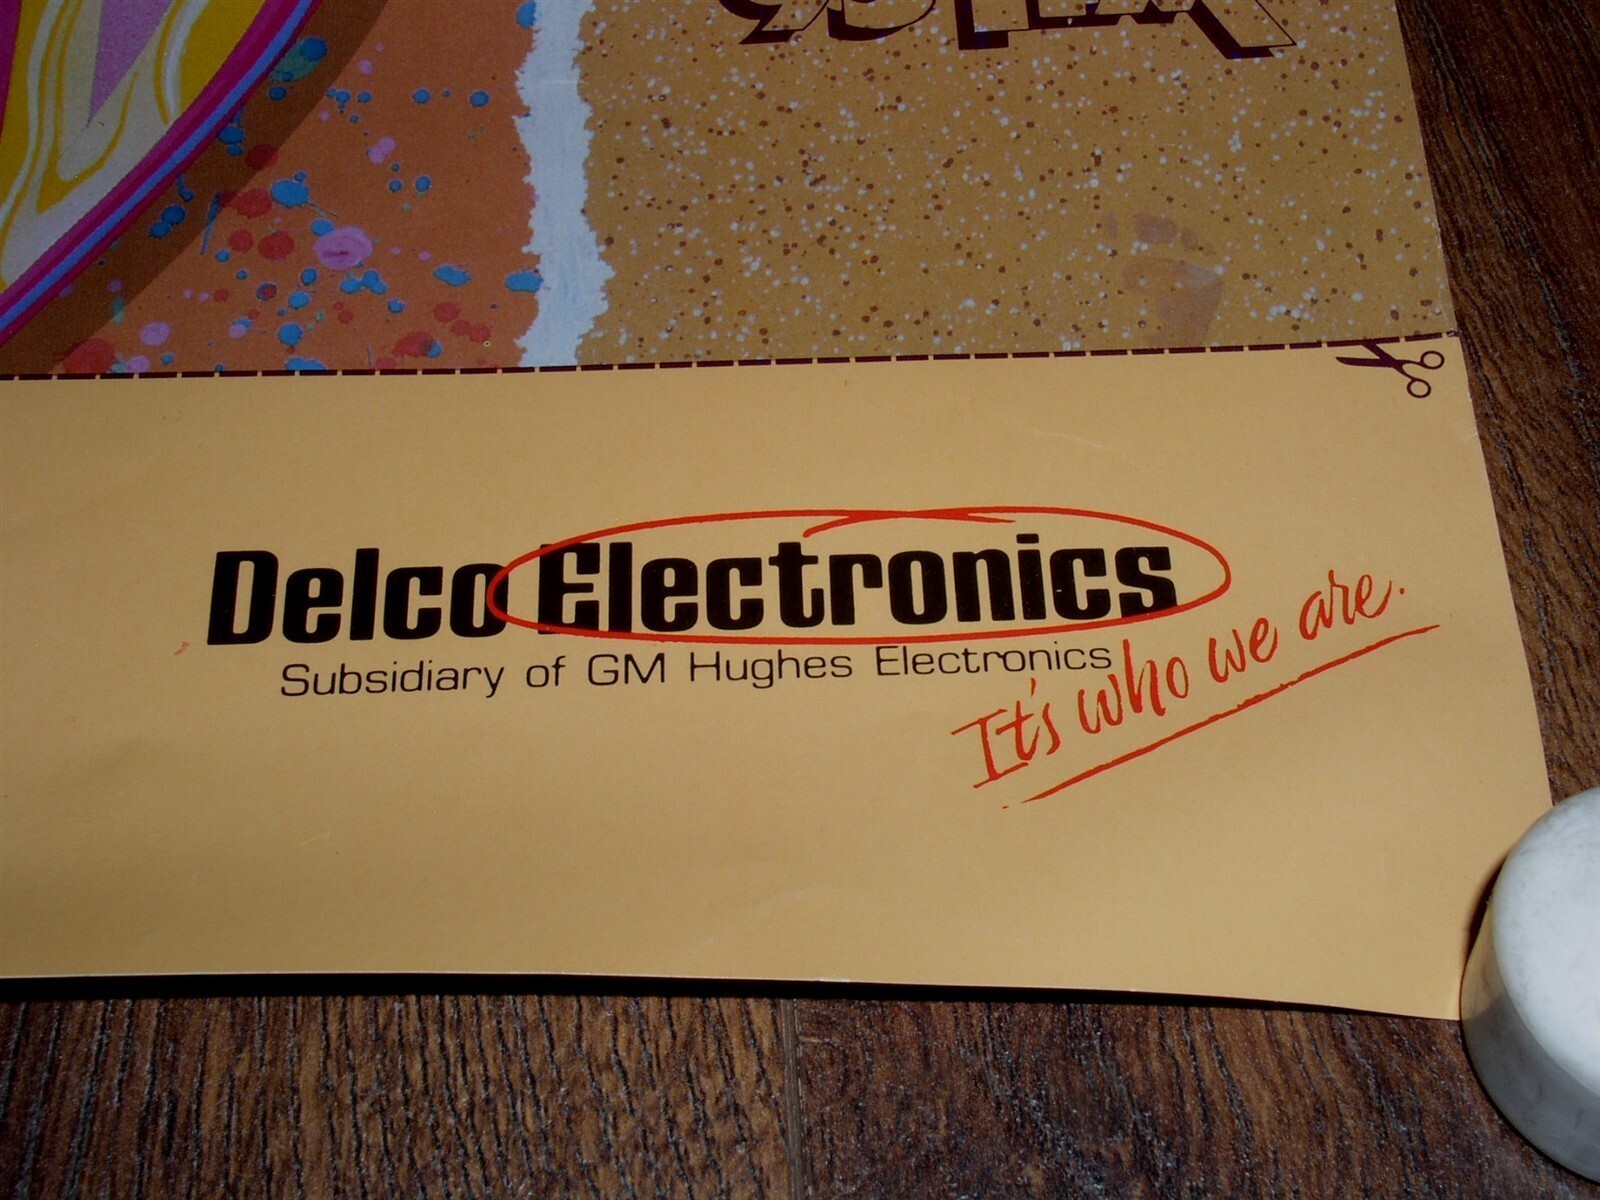 Delco Electronics
Subsidiary of GM Hughes Electronics
It's who we are.